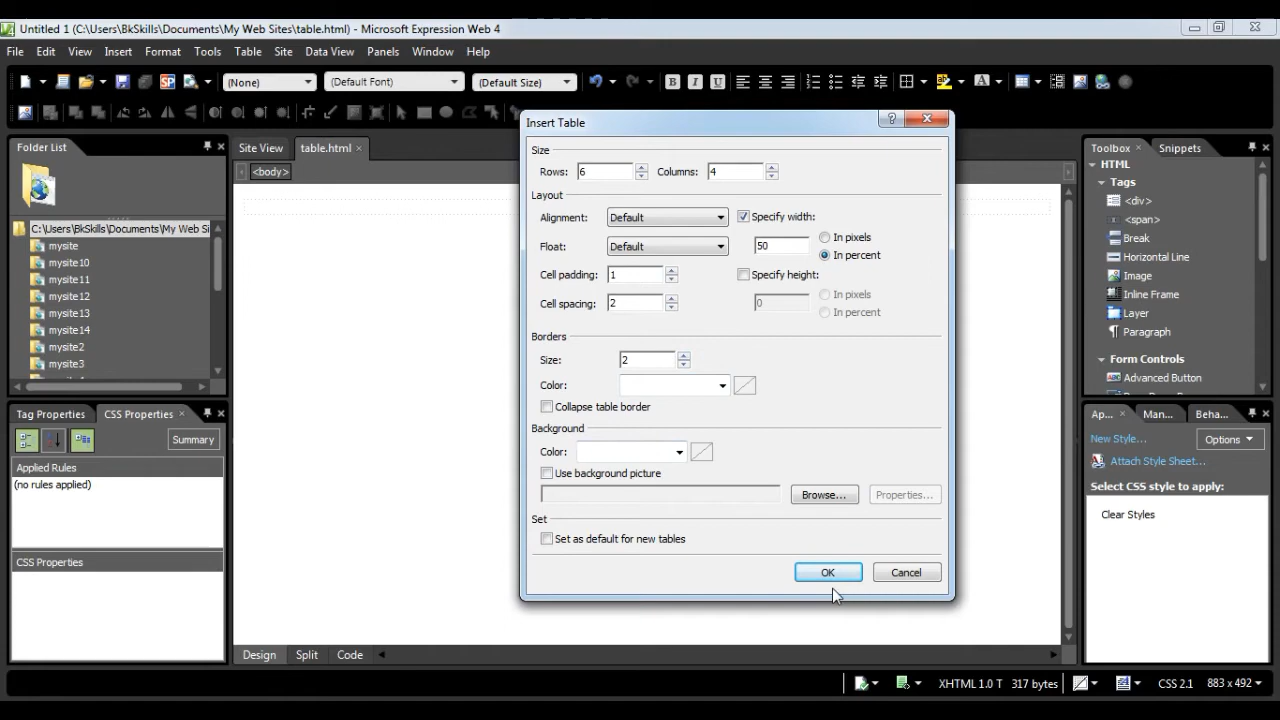 Untitled 1 (C:\Users\BkSkills\Documents\My Web Sites\table.html) - Microsoft Expression Web 4
File Edit View Insert Format Tools Table Site Data View Panels Window Help
(None) (Default Font) (Default Size) B I U A
Folder List
C:\Users\BkSkills\Documents\My Web Si
mysite
mysite10
mysite11
mysite12
mysite13
mysite14
mysite2
mysite3
Tag Properties CSS Properties
Summary
Applied Rules
(no rules applied)
CSS Properties
Site View table.html
<body>
Insert Table
Size
Rows: 6 Columns: 4
Layout
Alignment: Default Specify width:
Float: Default 50 In pixels
In percent
Cell padding: 1 Specify height:
Cell spacing: 2 0 In pixels
In percent
Borders
Size: 2
Color:
Collapse table border
Background
Color:
Use background picture
Browse... Properties...
Set
Set as default for new tables
OK Cancel
Toolbox Snippets
HTML
Tags
<div>
<span>
Break
Horizontal Line
Image
Inline Frame
Layer
Paragraph
Form Controls
Advanced Button
Ap... Man... Beha...
New Style... Options
Attach Style Sheet...
Select CSS style to apply:
Clear Styles
Design Split Code
XHTML 1.0 T 317 bytes CSS 2.1 883 x 492